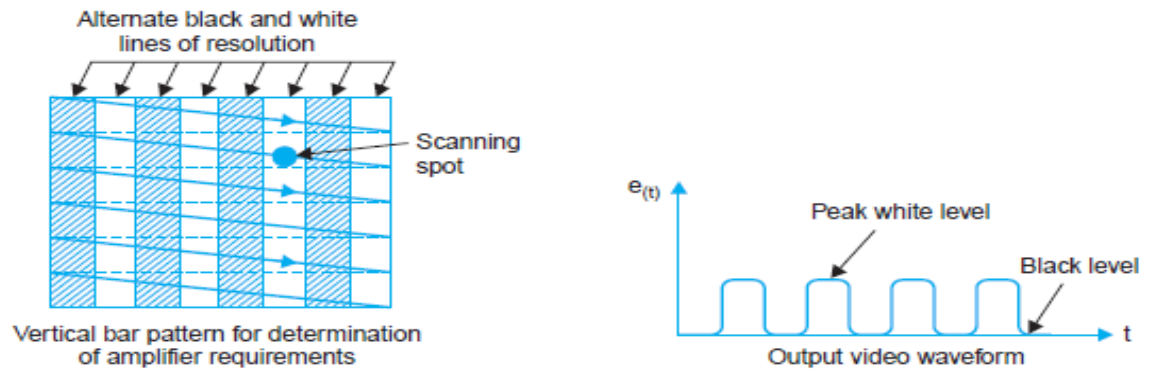 Alternate black and white
lines of resolution
Scanning
spot
Vertical bar pattern for determination
of amplifier requirements
e(t)
Peak white level
Black level
t
Output video waveform